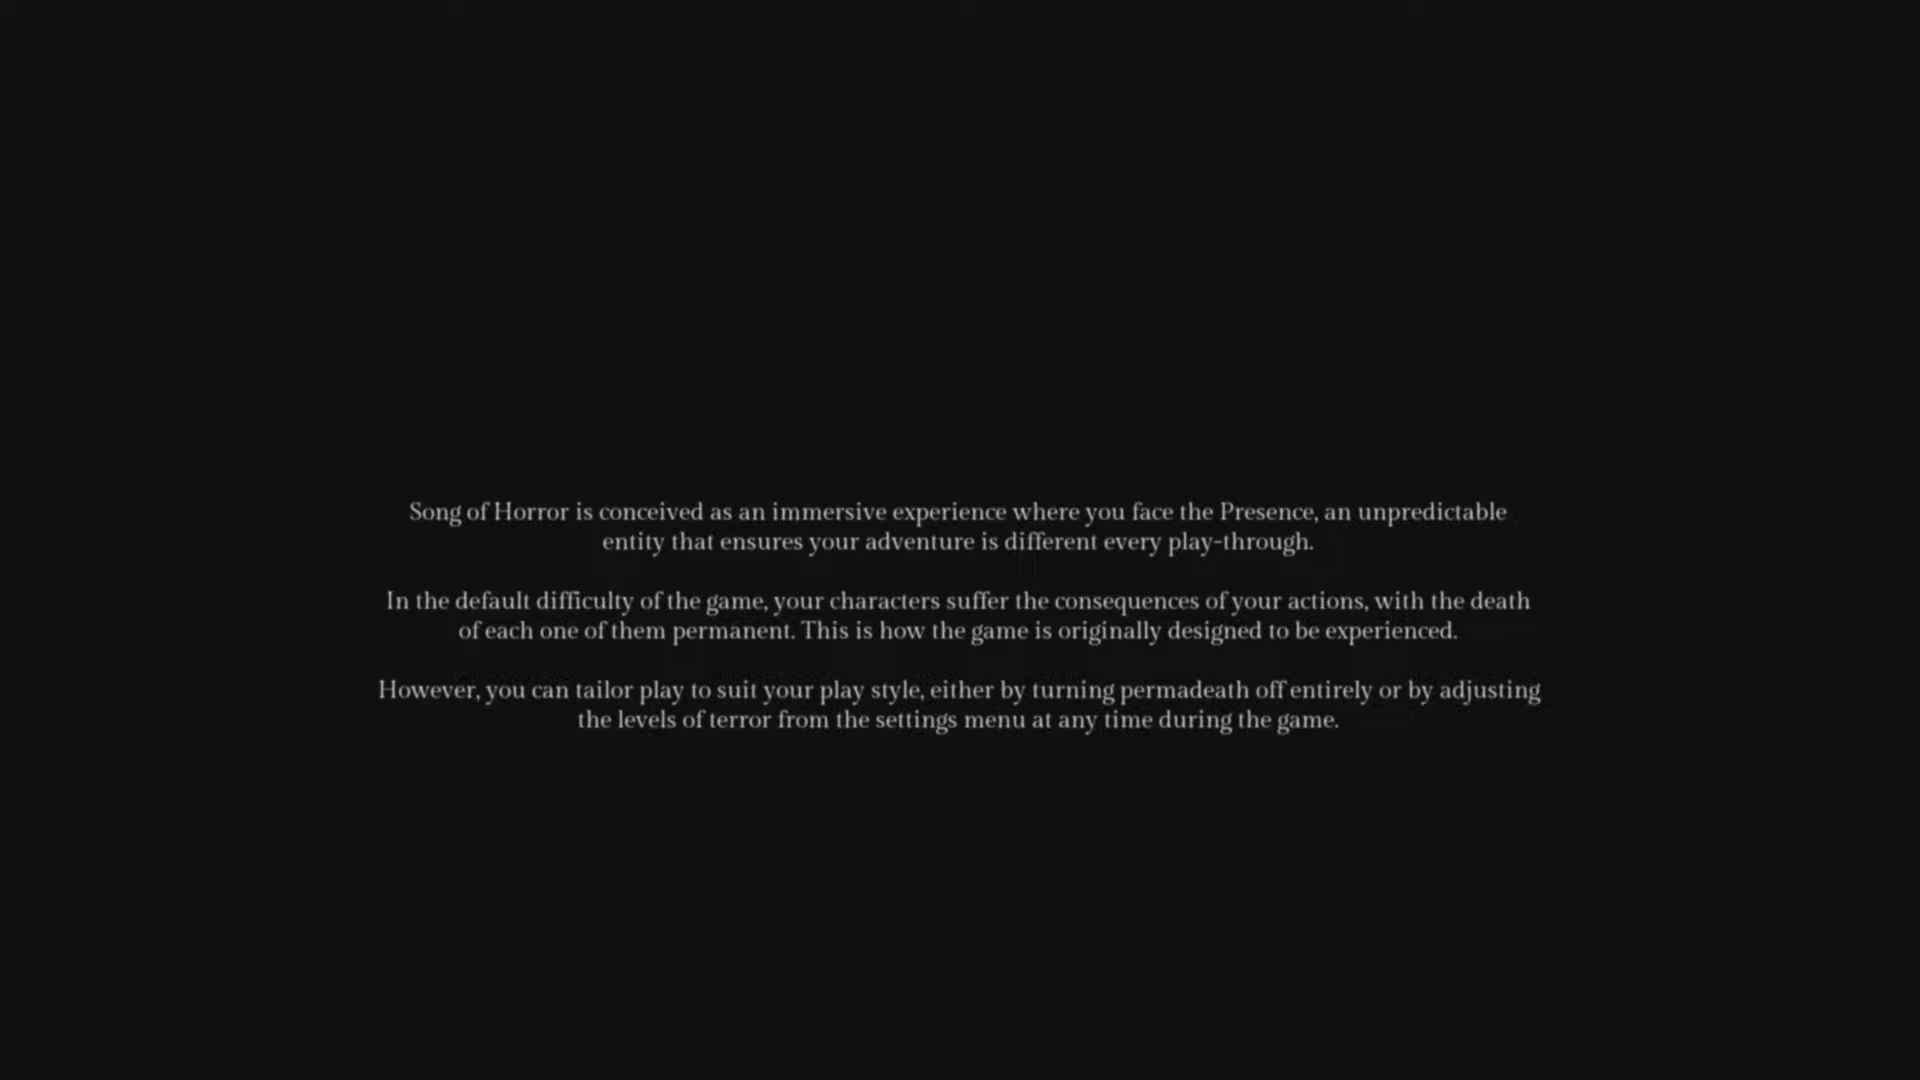 Song of Horror is conceived as an immersive experience where you face the Presence, an unpredictable
entity that ensures your adventure is different every play-through.
In the default difficulty of the game, your characters suffer the consequences of your actions, with the death
of each one of them permanent. This is how the game is originally designed to be experienced.
However, you can tailor play to suit your play style, either by turning permadeath off entirely or by adjusting
the levels of terror from the settings menu at any time during the game.